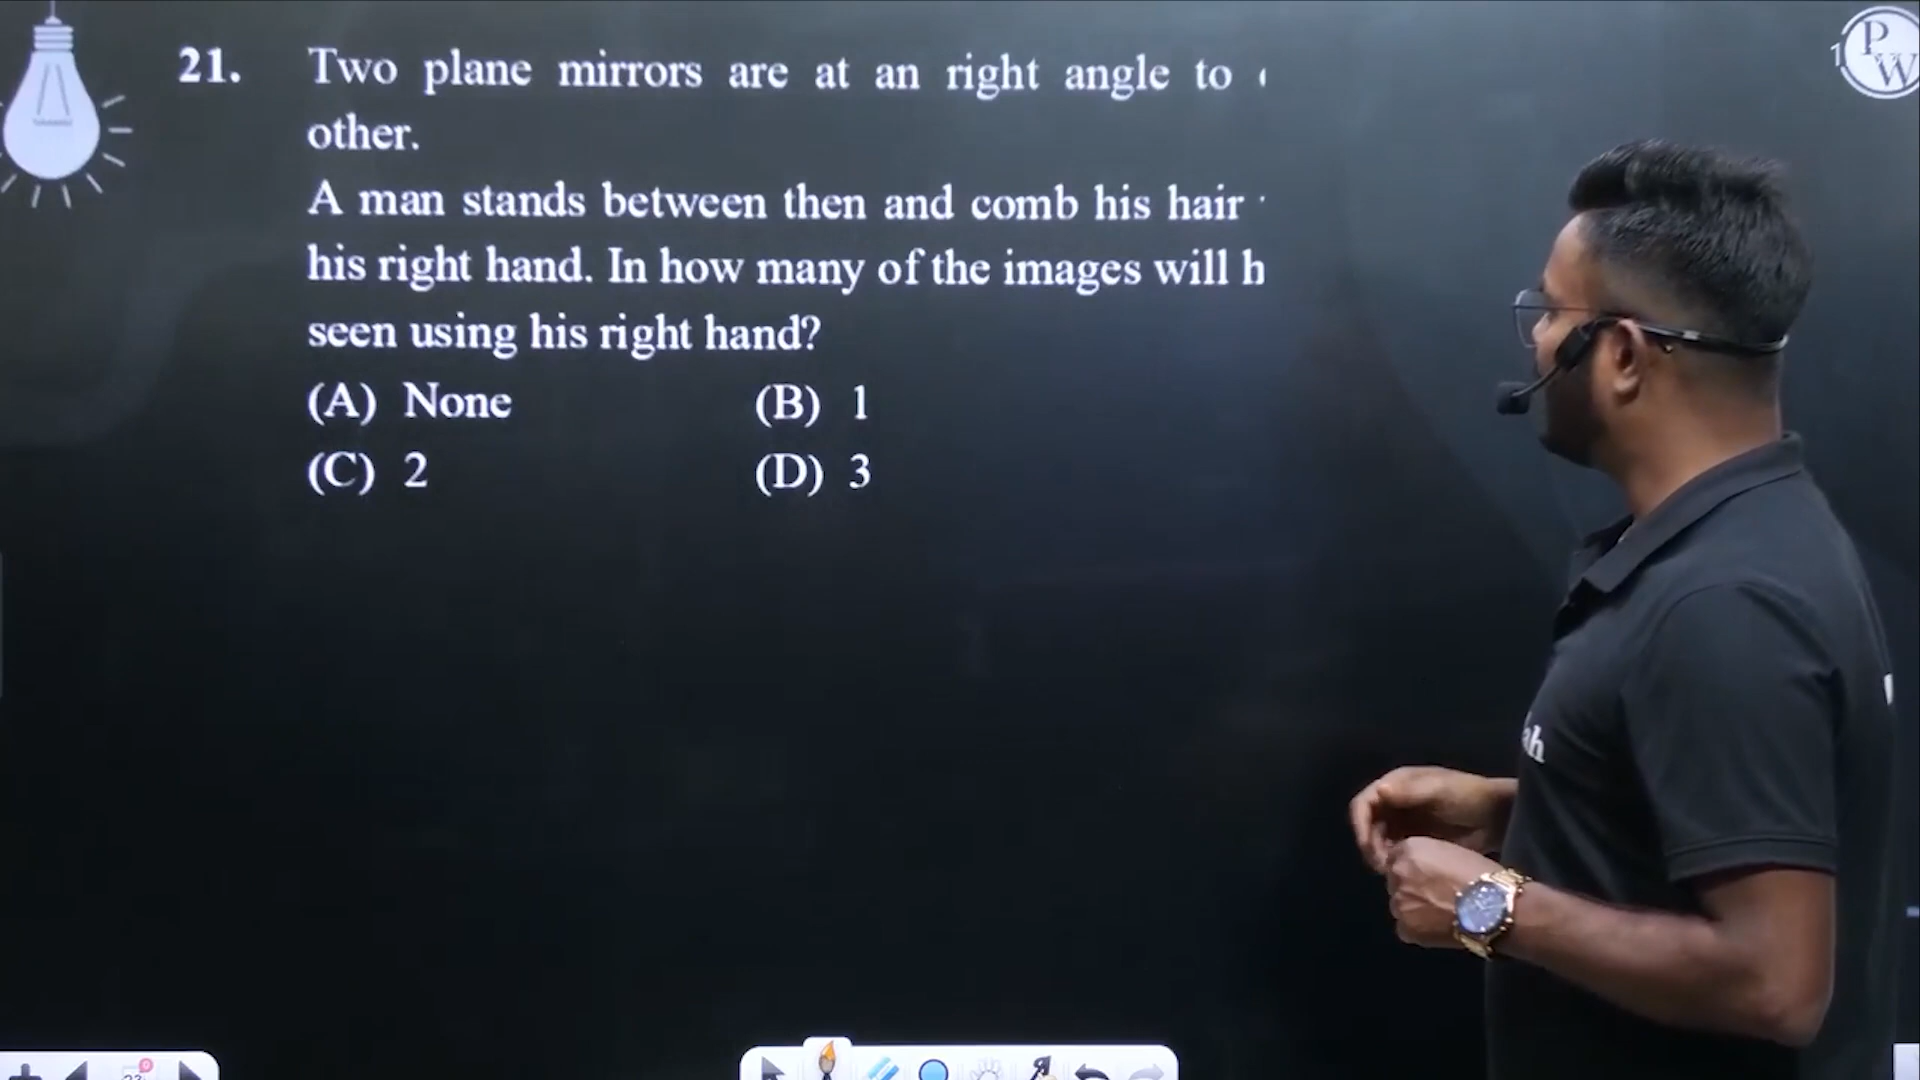 21. Two plane mirrors are at an right angle to
other.
A man stands between then and comb his hair
his right hand. In how many of the images will h
seen using his right hand?
(A) None (B) 1
(C) 2 (D) 3
PW
ah